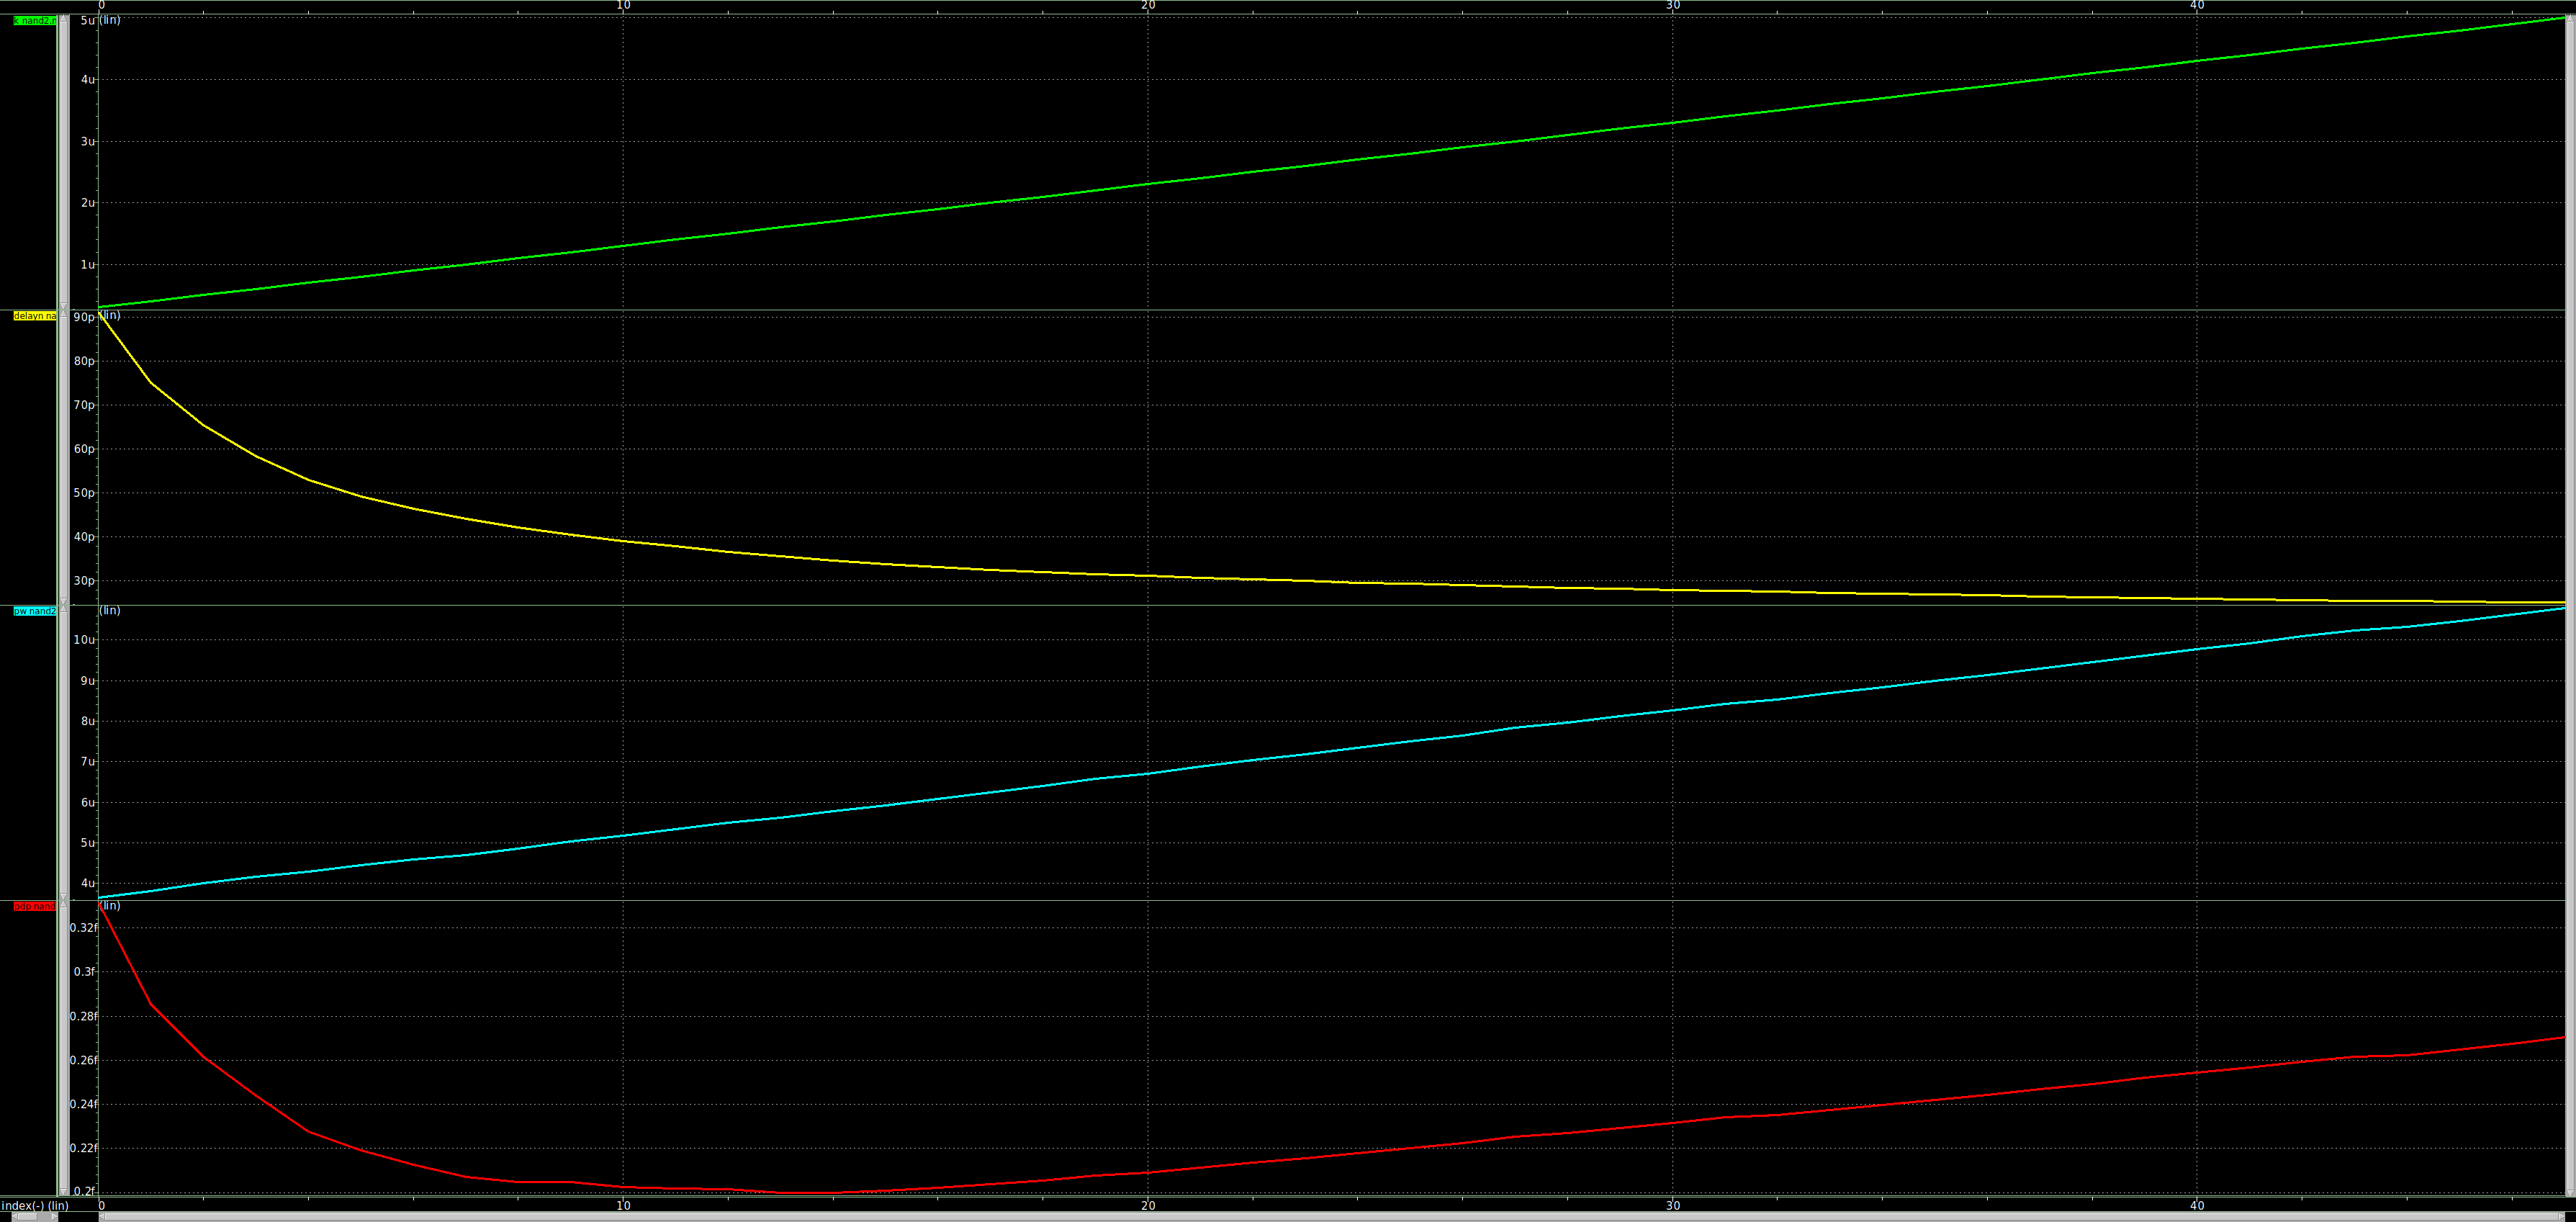 0 10 20 30 40
k nand2.m
(lin)
5u
4u
3u
2u
1u
delayn na
(lin)
90p
80p
70p
60p
50p
40p
30p
pw nand2
(lin)
10u
9u
8u
7u
6u
5u
4u
pdp nand
(lin)
0.32f
0.3f
0.28f
0.26f
0.24f
0.22f
0.2f
index(-) (lin) 0 10 20 30 40